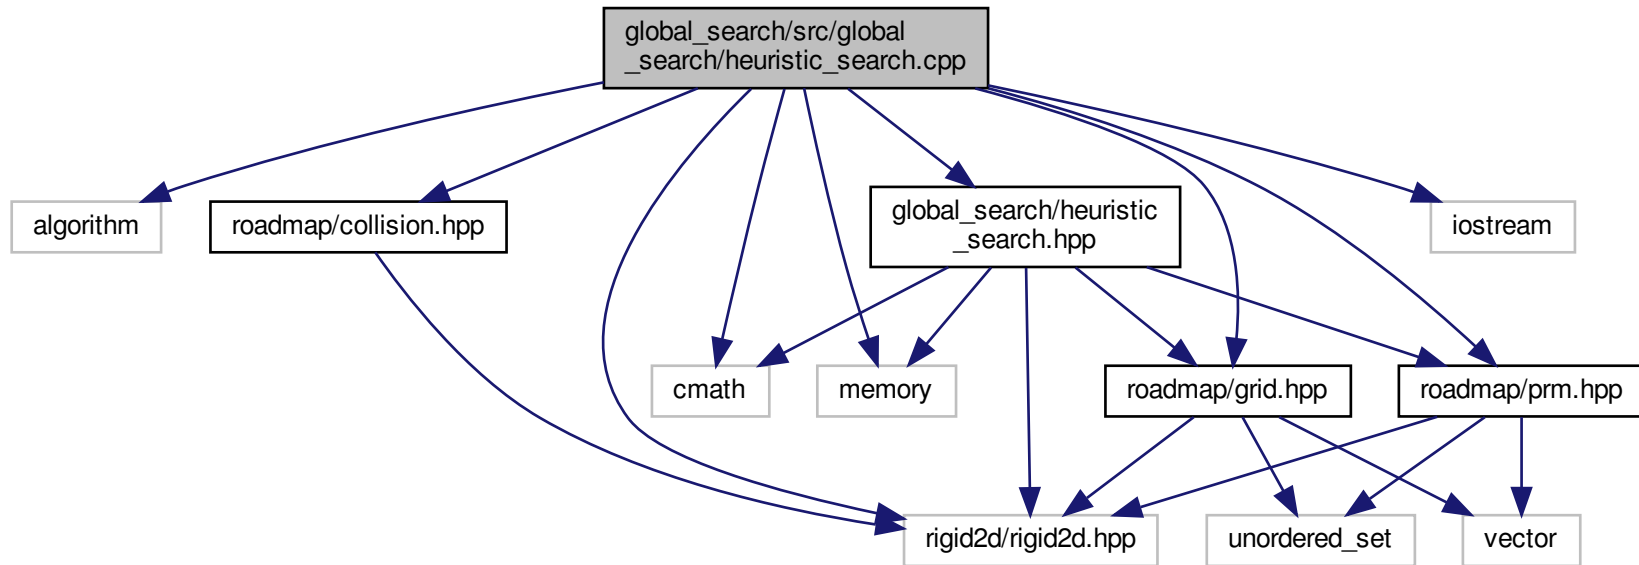 global_search/src/global
_search/heuristic_search.cpp
algorithm
roadmap/collision.hpp
global_search/heuristic
_search.hpp
iostream
cmath
memory
roadmap/grid.hpp
roadmap/prm.hpp
rigid2d/rigid2d.hpp
unordered_set
vector